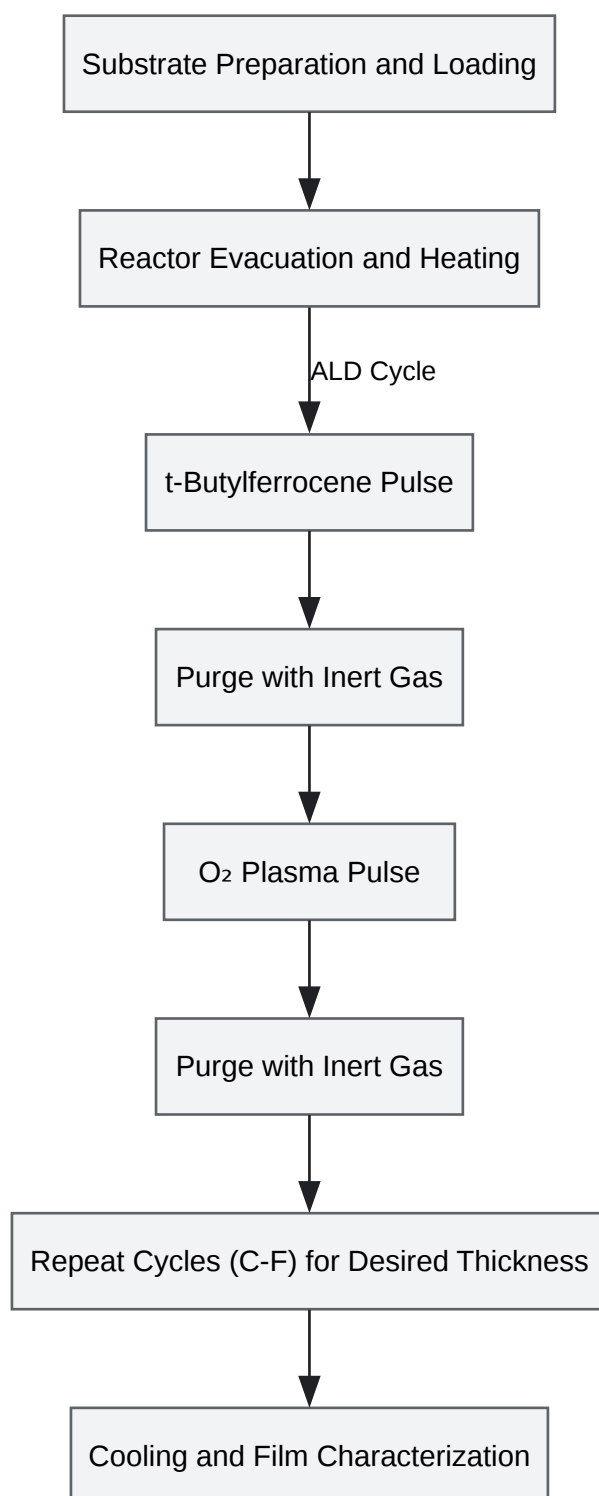 Substrate Preparation and Loading
Reactor Evacuation and Heating
ALD Cycle
t-Butylferrocene Pulse
Purge with Inert Gas
O₂ Plasma Pulse
Purge with Inert Gas
Repeat Cycles (C-F) for Desired Thickness
Cooling and Film Characterization